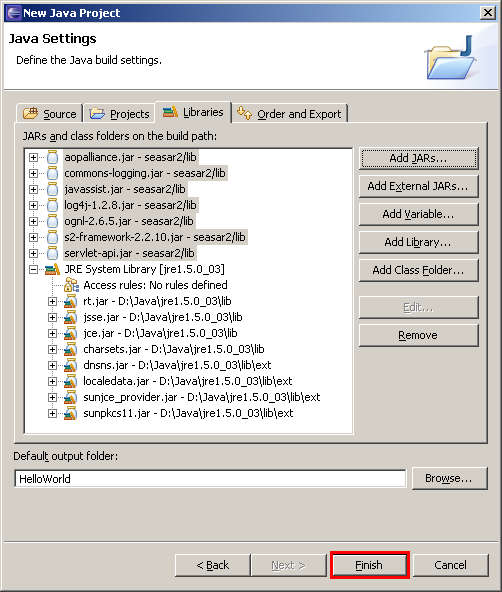 New Java Project
Java Settings
Define the Java build settings.
Source Projects Libraries Order and Export
JARs and class folders on the build path:
aopalliance.jar - seasar2/lib
commons-logging.jar - seasar2/lib
javassist.jar - seasar2/lib
log4j-1.2.8.jar - seasar2/lib
ognl-2.6.5.jar - seasar2/lib
s2-framework-2.2.10.jar - seasar2/lib
servlet-api.jar - seasar2/lib
JRE System Library [jre1.5.0_03]
Access rules: No rules defined
rt.jar - D:\Java\jre1.5.0_03\lib
jsse.jar - D:\Java\jre1.5.0_03\lib
jce.jar - D:\Java\jre1.5.0_03\lib
charsets.jar - D:\Java\jre1.5.0_03\lib
dnsns.jar - D:\Java\jre1.5.0_03\lib\ext
localedata.jar - D:\Java\jre1.5.0_03\lib\ext
sunjce_provider.jar - D:\Java\jre1.5.0_03\lib\ext
sunpkcs11.jar - D:\Java\jre1.5.0_03\lib\ext
Add JARs...
Add External JARs...
Add Variable...
Add Library...
Add Class Folder...
Edit...
Remove
Default output folder:
HelloWorld
Browse...
< Back Next > Finish Cancel